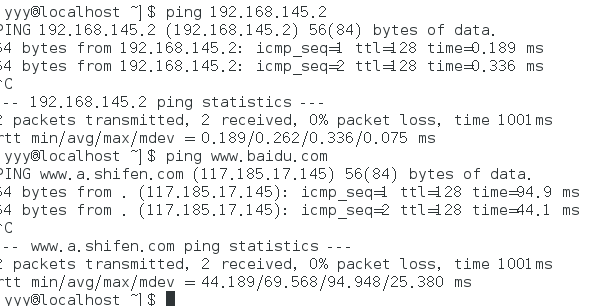 yyy@localhost ~]$ ping 192.168.145.2
PING 192.168.145.2 (192.168.145.2) 56(84) bytes of data.
64 bytes from 192.168.145.2: icmp_seq=1 ttl=128 time=0.189 ms
64 bytes from 192.168.145.2: icmp_seq=2 ttl=128 time=0.336 ms
^C
--- 192.168.145.2 ping statistics ---
2 packets transmitted, 2 received, 0% packet loss, time 1001ms
rtt min/avg/max/mdev = 0.189/0.262/0.336/0.075 ms
yyy@localhost ~]$ ping www.baidu.com
PING www.a.shifen.com (117.185.17.145) 56(84) bytes of data.
64 bytes from . (117.185.17.145): icmp_seq=1 ttl=128 time=94.9 ms
64 bytes from . (117.185.17.145): icmp_seq=2 ttl=128 time=44.1 ms
^C
--- www.a.shifen.com ping statistics ---
2 packets transmitted, 2 received, 0% packet loss, time 1001ms
rtt min/avg/max/mdev = 44.189/69.568/94.948/25.380 ms
yyy@localhost ~]$